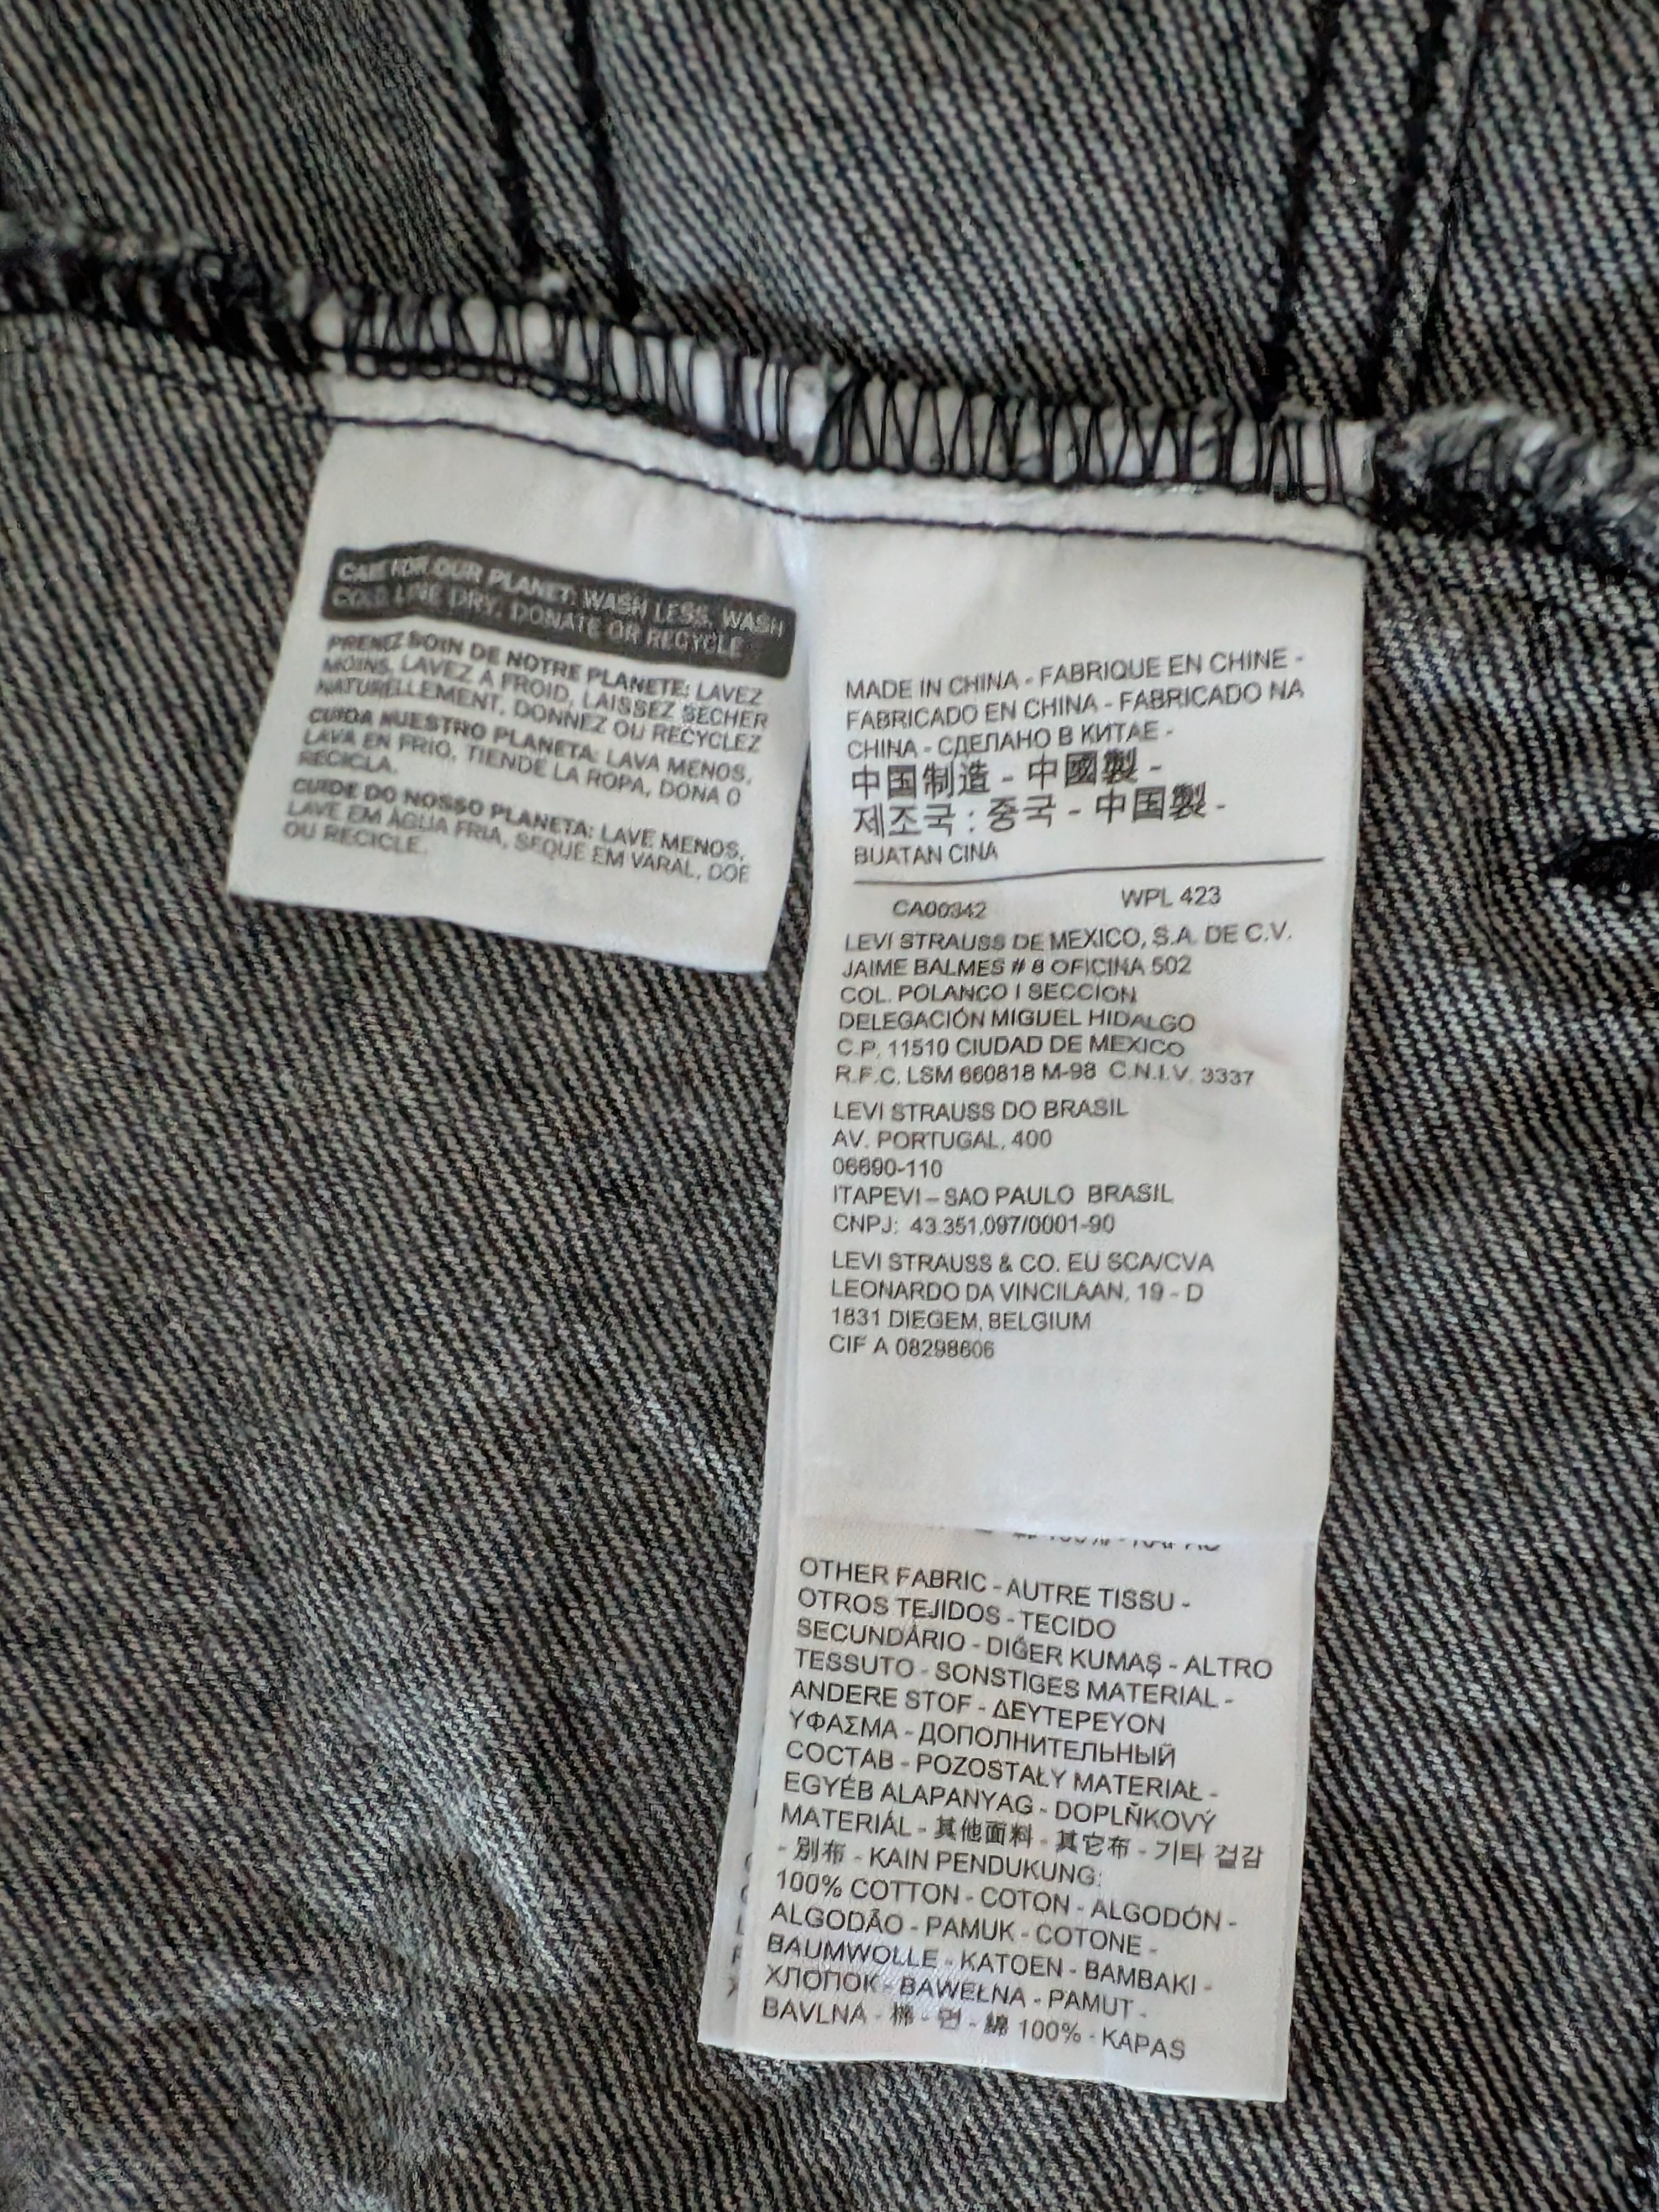 CARE FOR OUR PLANET: WASH LESS, WASH
COLD, LINE DRY, DONATE OR RECYCLE
PRENEZ SOIN DE NOTRE PLANETE: LAVEZ
MOINS, LAVEZ A FROID, LAISSEZ SECHER
NATURELLEMENT, DONNEZ OU RECYCLEZ
CUIDA NUESTRO PLANETA: LAVA MENOS,
LAVA EN FRIO, TIENDE LA ROPA, DONA O
RECICLA.
CUIDE DO NOSSO PLANETA: LAVE MENOS,
LAVE EM ÁGUA FRIA, SEQUE EM VARAL, DOE
OU RECICLE.
MADE IN CHINA - FABRIQUE EN CHINE -
FABRICADO EN CHINA - FABRICADO NA
CHINA - СДЕЛАНО В КИТАЕ -
中国制造 - 中國製 -
제조국 : 중국 - 中国製 -
BUATAN CINA
CA00342 WPL 423
LEVI STRAUSS DE MEXICO, S.A. DE C.V.
JAIME BALMES # 8 OFICINA 502
COL. POLANCO I SECCION
DELEGACIÓN MIGUEL HIDALGO
C.P. 11510 CIUDAD DE MEXICO
R.F.C. LSM 660818 M-98 C.N.I.V. 3337
LEVI STRAUSS DO BRASIL
AV. PORTUGAL, 400
06690-110
ITAPEVI – SAO PAULO BRASIL
CNPJ: 43.351.097/0001-90
LEVI STRAUSS & CO. EU SCA/CVA
LEONARDO DA VINCILAAN, 19 - D
1831 DIEGEM, BELGIUM
CIF A 08298606
OTHER FABRIC - AUTRE TISSU -
OTROS TEJIDOS - TECIDO
SECUNDÁRIO - DIĞER KUMAŞ - ALTRO
TESSUTO - SONSTIGES MATERIAL -
ANDERE STOF - ΔΕΥΤΕΡΕΥΟΝ
ΥΦΑΣΜΑ - ДОПОЛНИТЕЛЬНЫЙ
СОСТАВ - POZOSTAŁY MATERIAŁ -
EGYÉB ALAPANYAG - DOPLŇKOVÝ
MATERIÁL - 其他面料 - 其它布 - 기타 겉감
- 別布 - KAIN PENDUKUNG:
100% COTTON - COTON - ALGODÓN -
ALGODÃO - PAMUK - COTONE -
BAUMWOLLE - KATOEN - BAMBAKI -
ХЛОПОК - BAWEŁNA - PAMUT -
BAVLNA - 棉 - 면 - 綿 100% - KAPAS